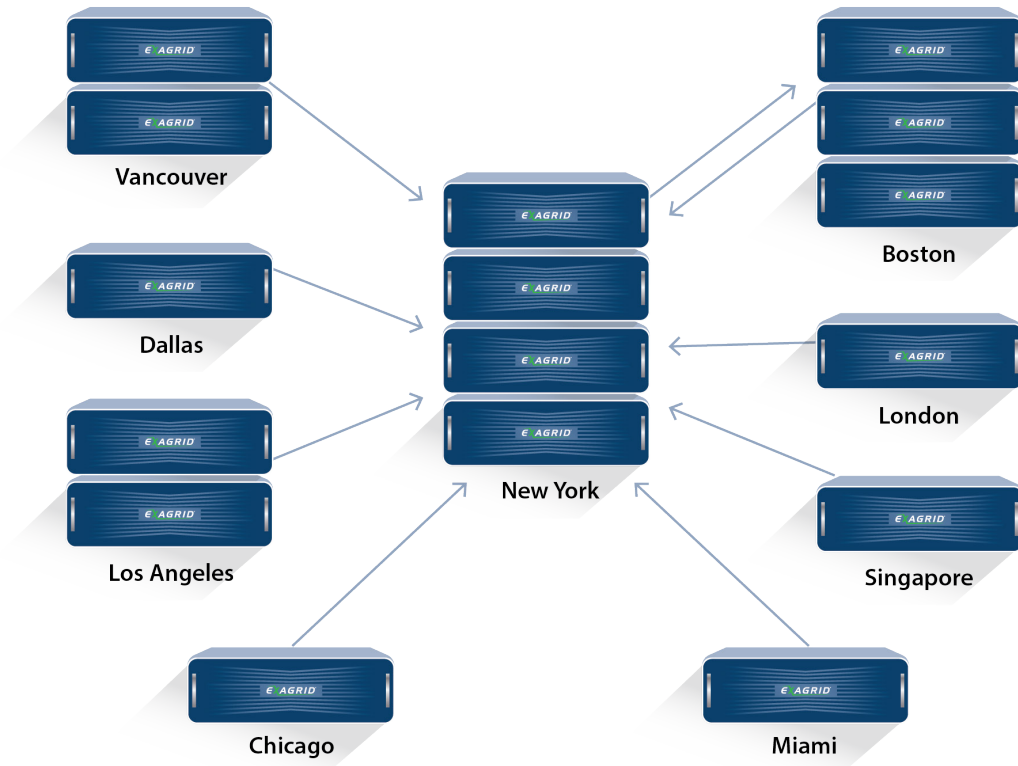 EXAGRID
EXAGRID
Vancouver
EXAGRID
Dallas
EXAGRID
EXAGRID
Los Angeles
EXAGRID
EXAGRID
EXAGRID
EXAGRID
New York
EXAGRID
EXAGRID
EXAGRID
Boston
EXAGRID
London
EXAGRID
Singapore
EXAGRID
Chicago
EXAGRID
Miami